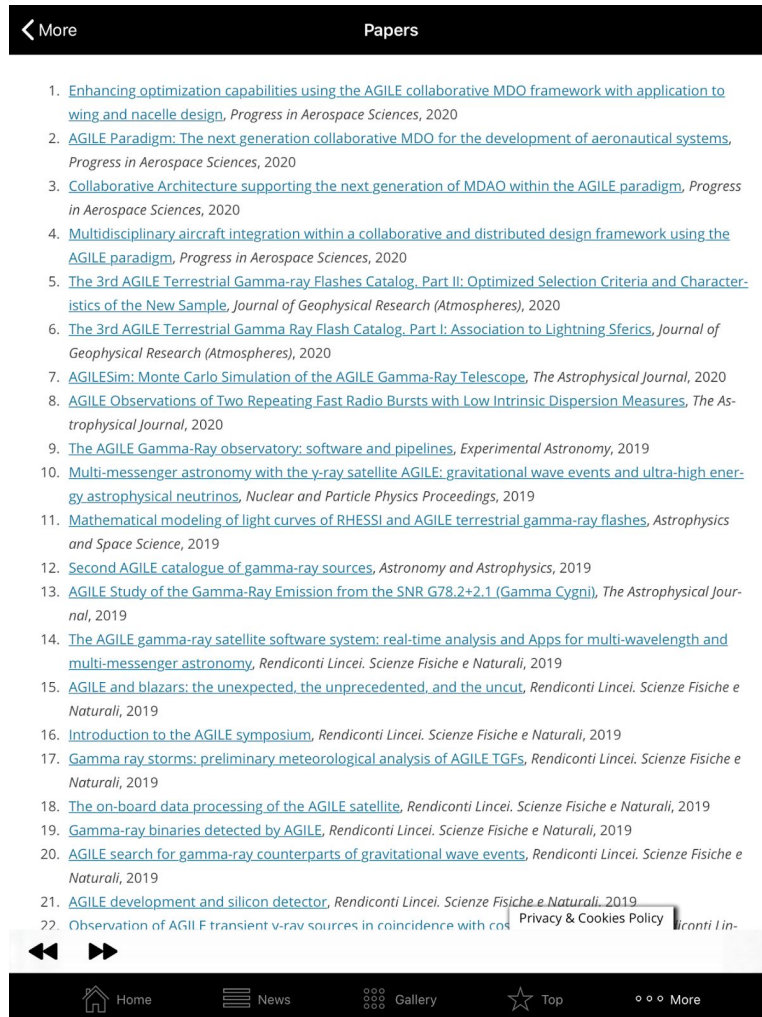 More
Papers
1. Enhancing optimization capabilities using the AGILE collaborative MDO framework with application to
wing and nacelle design, Progress in Aerospace Sciences, 2020
2. AGILE Paradigm: The next generation collaborative MDO for the development of aeronautical systems,
Progress in Aerospace Sciences, 2020
3. Collaborative Architecture supporting the next generation of MDAO within the AGILE paradigm, Progress
in Aerospace Sciences, 2020
4. Multidisciplinary aircraft integration within a collaborative and distributed design framework using the
AGILE paradigm, Progress in Aerospace Sciences, 2020
5. The 3rd AGILE Terrestrial Gamma-ray Flashes Catalog. Part II: Optimized Selection Criteria and Character-
istics of the New Sample, Journal of Geophysical Research (Atmospheres), 2020
6. The 3rd AGILE Terrestrial Gamma Ray Flash Catalog. Part I: Association to Lightning Sferics, Journal of
Geophysical Research (Atmospheres), 2020
7. AGILESim: Monte Carlo Simulation of the AGILE Gamma-Ray Telescope, The Astrophysical Journal, 2020
8. AGILE Observations of Two Repeating Fast Radio Bursts with Low Intrinsic Dispersion Measures, The As-
trophysical Journal, 2020
9. The AGILE Gamma-Ray observatory: software and pipelines, Experimental Astronomy, 2019
10. Multi-messenger astronomy with the γ-ray satellite AGILE: gravitational wave events and ultra-high ener-
gy astrophysical neutrinos, Nuclear and Particle Physics Proceedings, 2019
11. Mathematical modeling of light curves of RHESSI and AGILE terrestrial gamma-ray flashes, Astrophysics
and Space Science, 2019
12. Second AGILE catalogue of gamma-ray sources, Astronomy and Astrophysics, 2019
13. AGILE Study of the Gamma-Ray Emission from the SNR G78.2+2.1 (Gamma Cygni), The Astrophysical Jour-
nal, 2019
14. The AGILE gamma-ray satellite software system: real-time analysis and Apps for multi-wavelength and
multi-messenger astronomy, Rendiconti Lincei. Scienze Fisiche e Naturali, 2019
15. AGILE and blazars: the unexpected, the unprecedented, and the uncut, Rendiconti Lincei. Scienze Fisiche e
Naturali, 2019
16. Introduction to the AGILE symposium, Rendiconti Lincei. Scienze Fisiche e Naturali, 2019
17. Gamma ray storms: preliminary meteorological analysis of AGILE TGFs, Rendiconti Lincei. Scienze Fisiche e
Naturali, 2019
18. The on-board data processing of the AGILE satellite, Rendiconti Lincei. Scienze Fisiche e Naturali, 2019
19. Gamma-ray binaries detected by AGILE, Rendiconti Lincei. Scienze Fisiche e Naturali, 2019
20. AGILE search for gamma-ray counterparts of gravitational wave events, Rendiconti Lincei. Scienze Fisiche e
Naturali, 2019
21. AGILE development and silicon detector, Rendiconti Lincei. Scienze Fisiche e Naturali, 2019
22. Observation of AGILE transient γ-ray sources in coincidence with cos
Privacy & Cookies Policy
iconti Lin-
Home
News
Gallery
Top
More